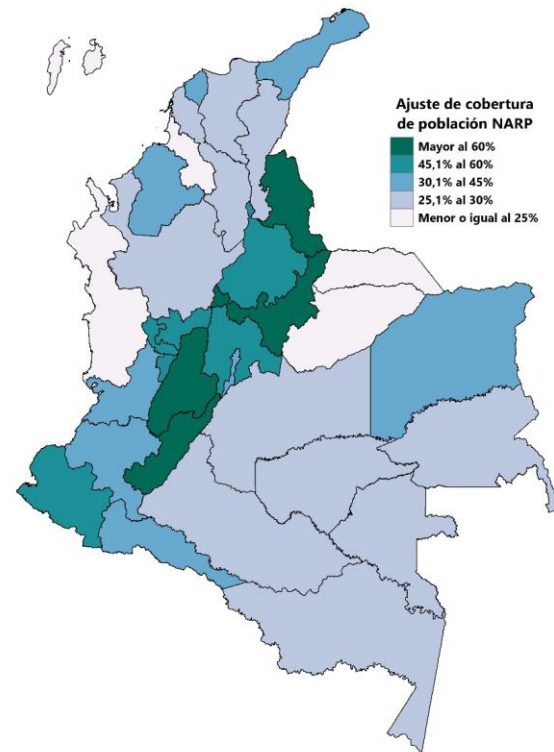 Ajuste de cobertura
de población NARP
Mayor al 60%
45,1% al 60%
30,1% al 45%
25,1% al 30%
Menor o igual al 25%